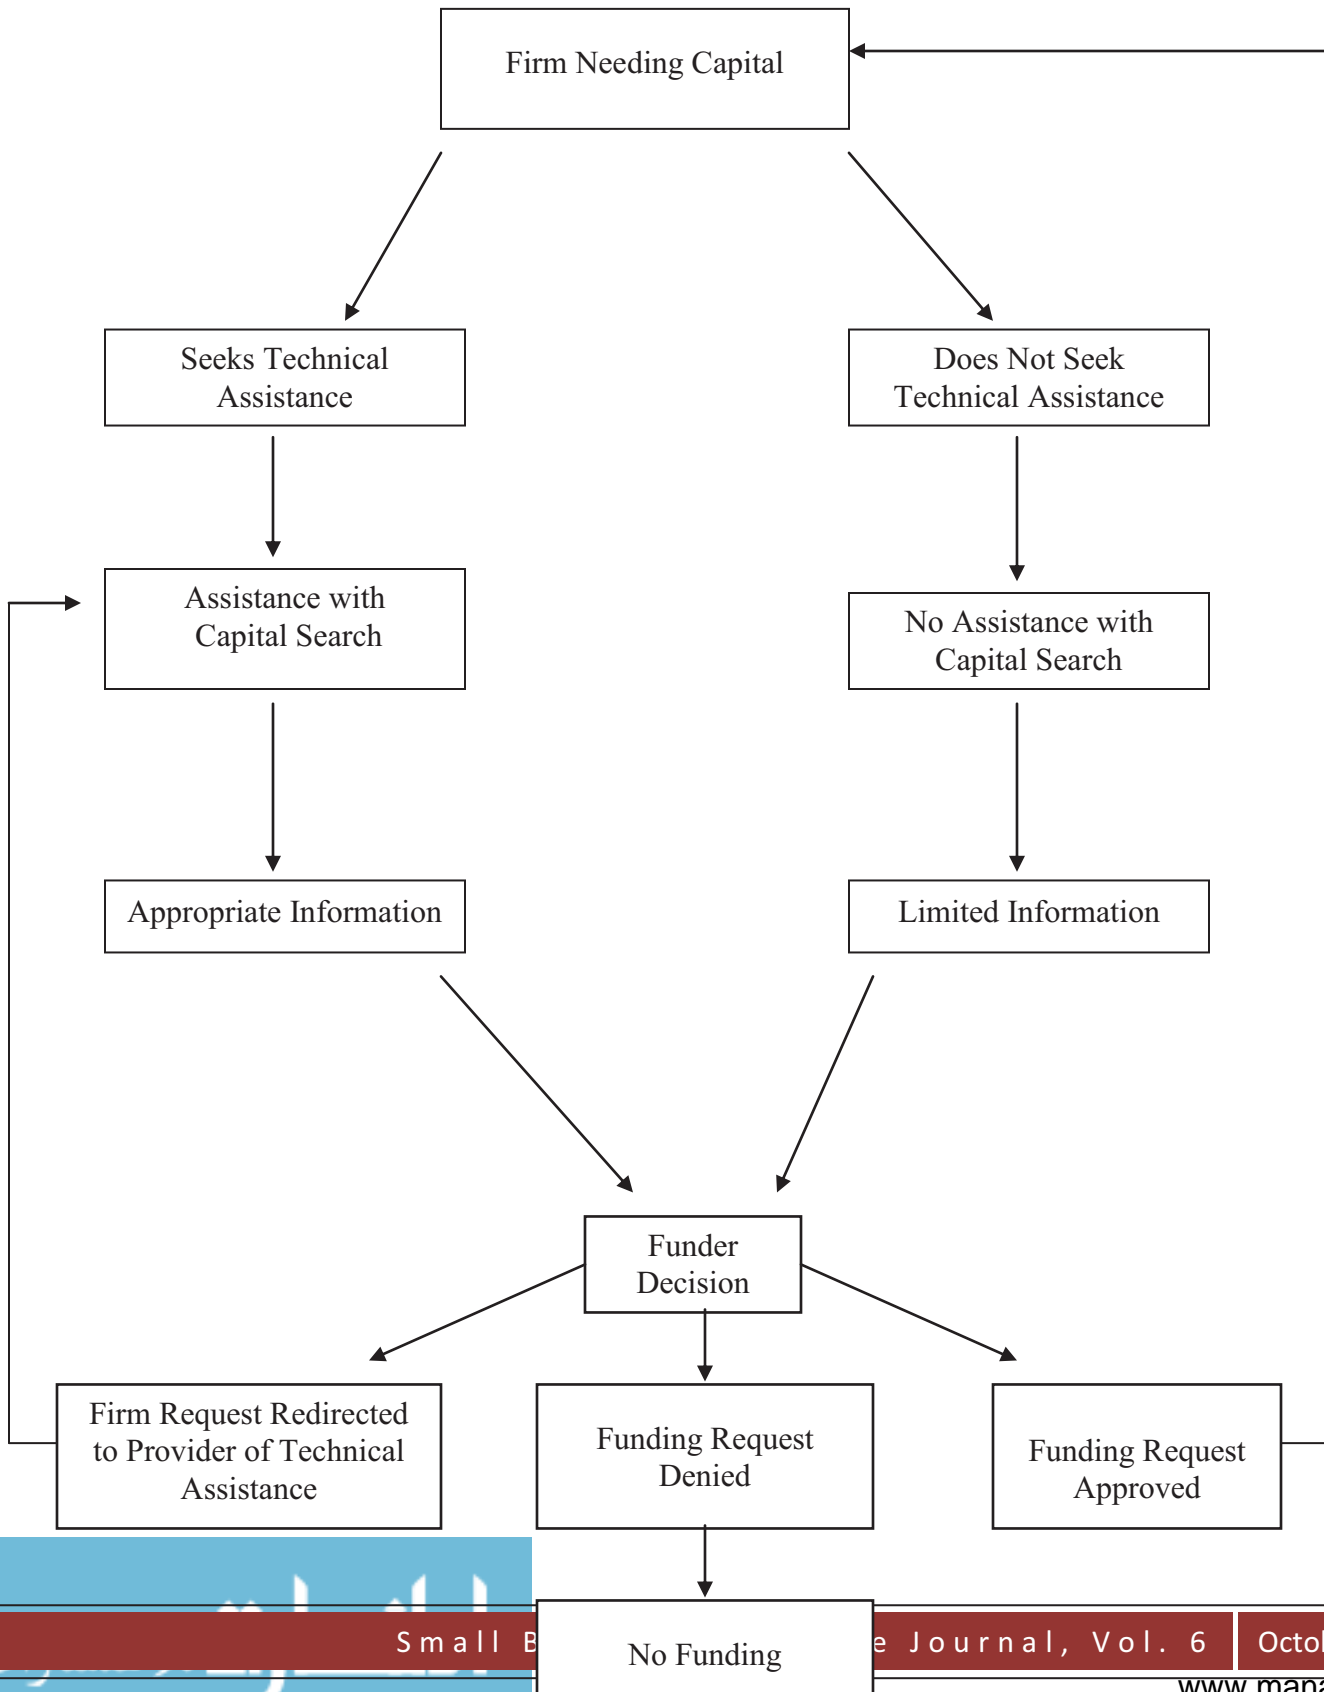 Firm Needing Capital
Seeks Technical
Assistance
Does Not Seek
Technical Assistance
Assistance with
Capital Search
No Assistance with
Capital Search
Appropriate Information
Limited Information
Funder
Decision
Firm Request Redirected
to Provider of Technical
Assistance
Funding Request
Denied
Funding Request
Approved
No Funding
Small B
e Journal, Vol. 6
Octo
www.mana